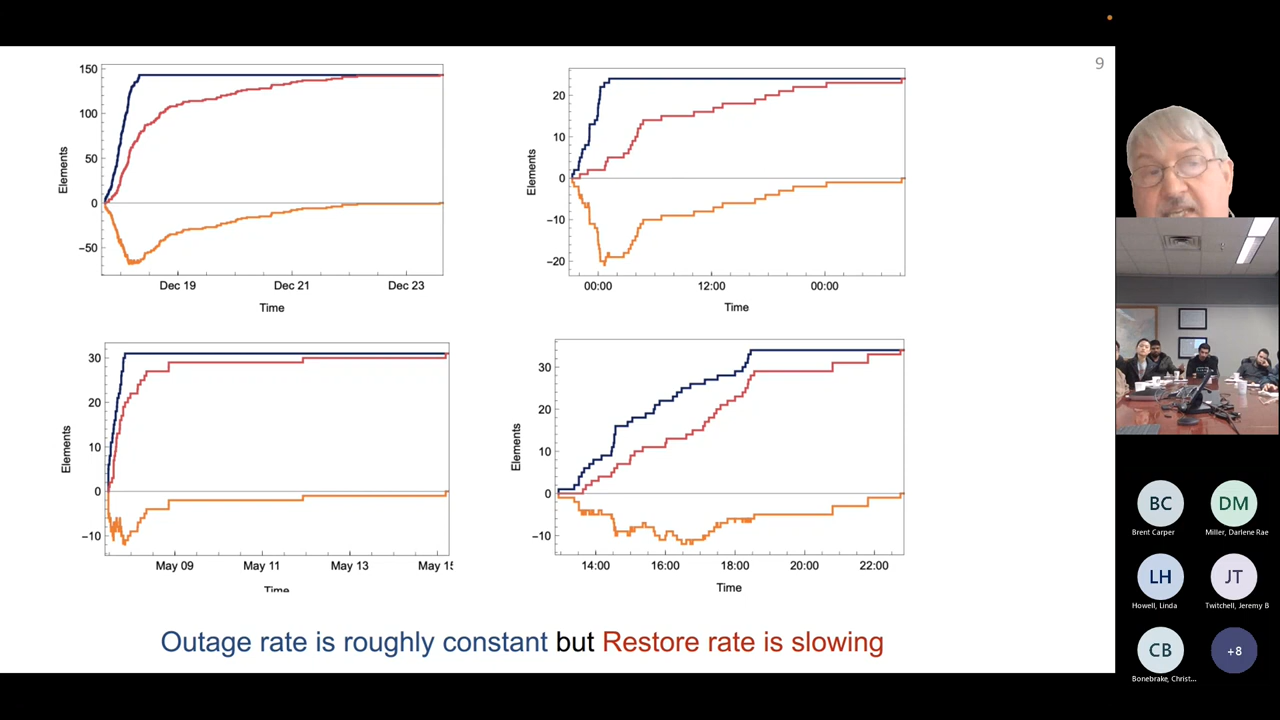 9
150
100
50
0
−50
Elements
Dec 19
Dec 21
Dec 23
Time
20
10
0
−10
−20
Elements
00:00
12:00
00:00
Time
30
20
10
0
−10
Elements
May 09
May 11
May 13
May 15
Time
30
20
10
0
−10
Elements
14:00
16:00
18:00
20:00
22:00
Time
Outage rate is roughly constant but Restore rate is slowing
BC
Brent Carper
DM
Miller, Darlene Rae
LH
Howell, Linda
JT
Twitchell, Jeremy B
CB
Bonebrake, Christ...
+8